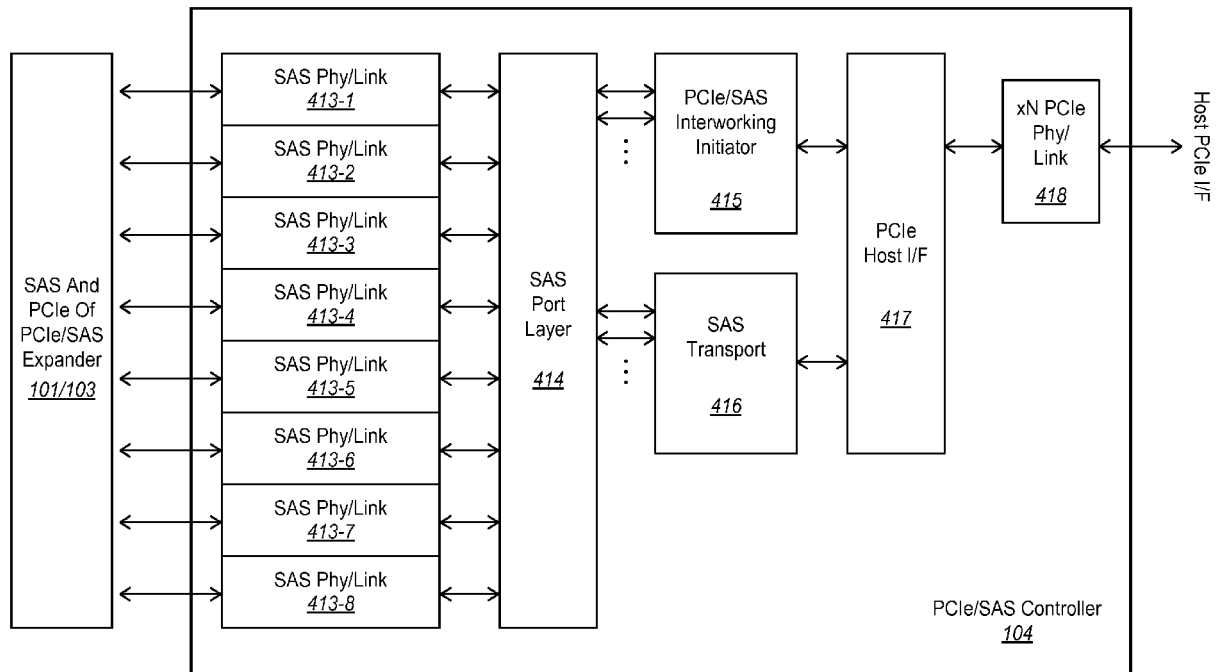 SAS And
PCIe Of
PCIe/SAS
Expander
101/103
SAS Phy/Link
413-1
SAS Phy/Link
413-2
SAS Phy/Link
413-3
SAS Phy/Link
413-4
SAS Phy/Link
413-5
SAS Phy/Link
413-6
SAS Phy/Link
413-7
SAS Phy/Link
413-8
SAS
Port
Layer
414
PCIe/SAS
Interworking
Initiator
415
SAS
Transport
416
PCIe
Host I/F
417
xN PCIe
Phy/
Link
418
Host PCIe I/F
PCIe/SAS Controller
104